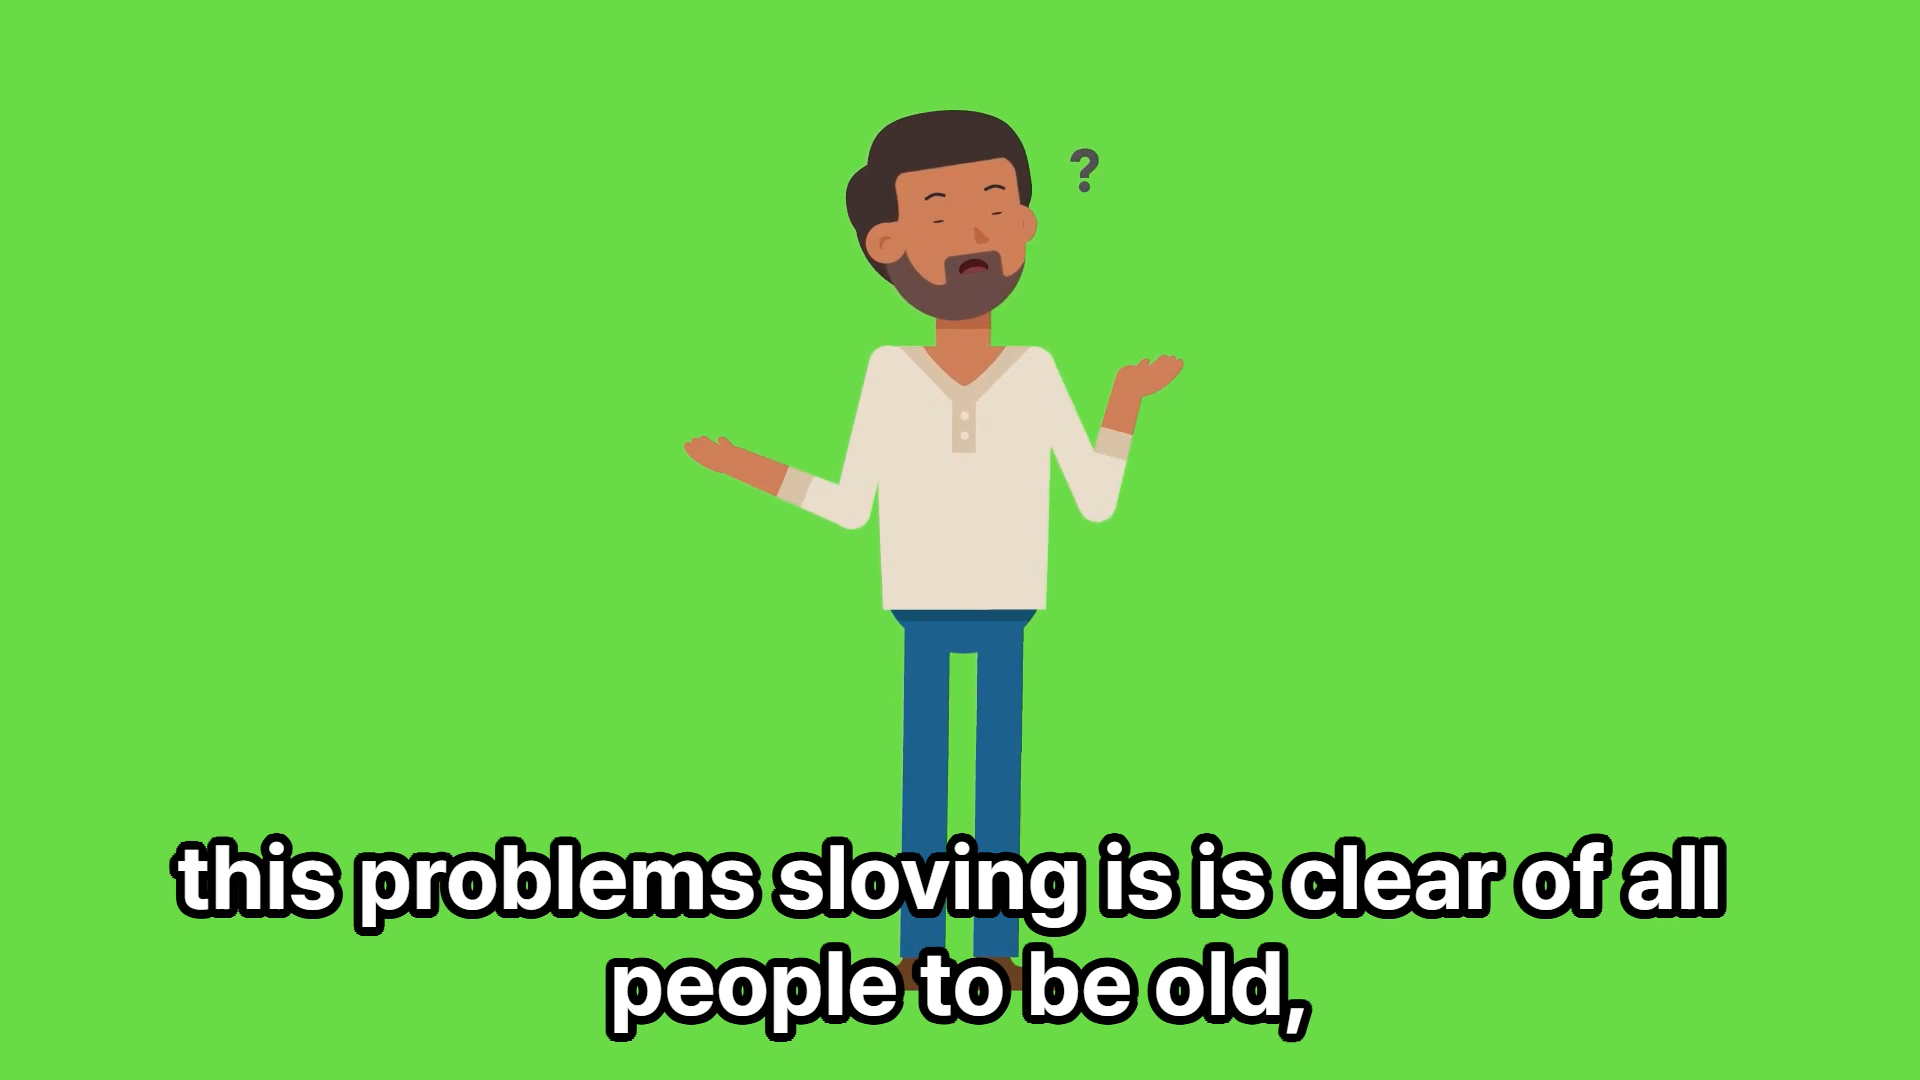 ?
this problems sloving is is clear of all
people to be old,